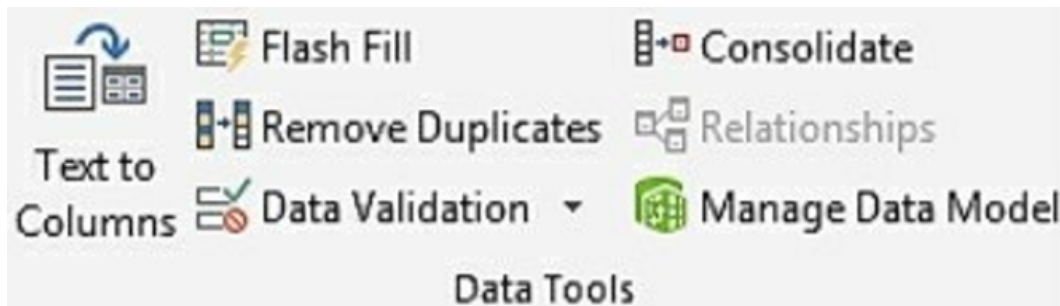 Text to
Columns
Flash Fill
Remove Duplicates
Data Validation
Consolidate
Relationships
Manage Data Model
Data Tools